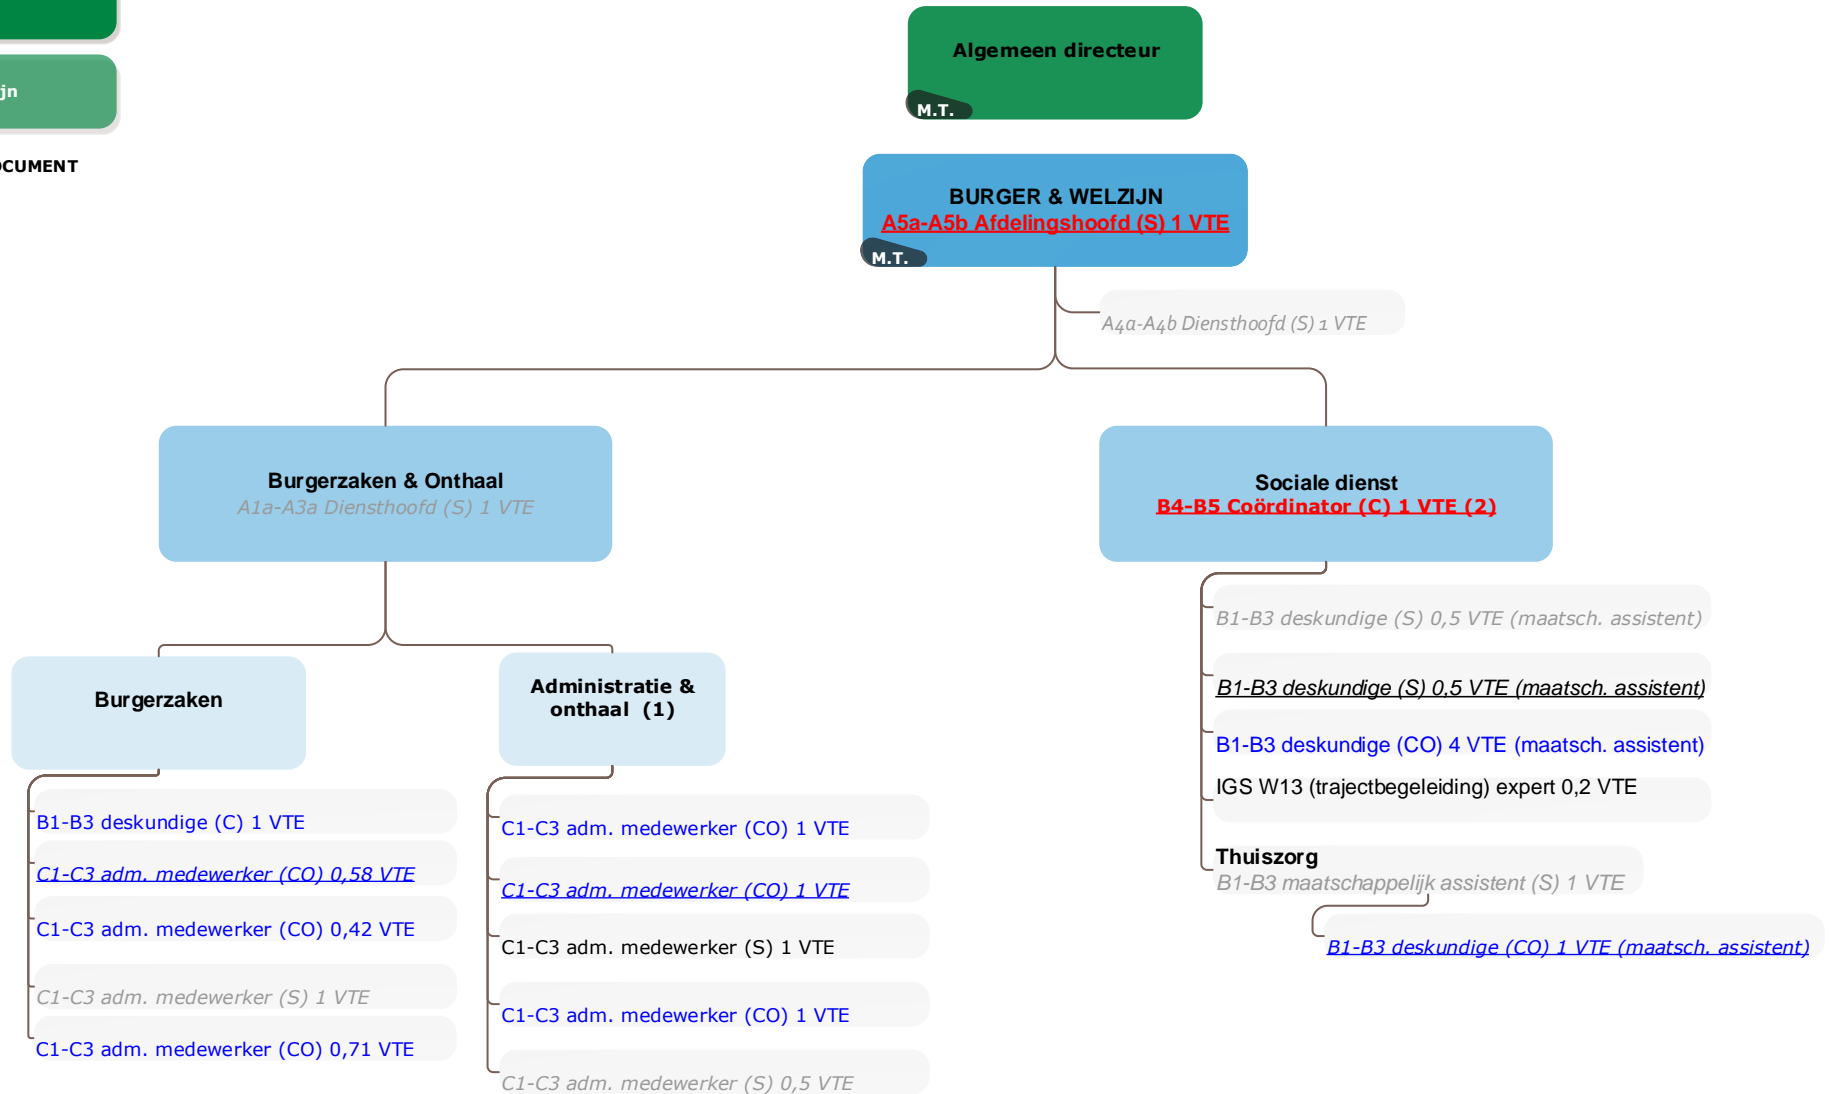 jn
OCUMENT
Algemeen directeur
M.T.
BURGER & WELZIJN
A5a-A5b Afdelingshoofd (S) 1 VTE
M.T.
A4a-A4b Diensthoofd (S) 1 VTE
Burgerzaken & Onthaal
A1a-A3a Diensthoofd (S) 1 VTE
Sociale dienst
B4-B5 Coördinator (C) 1 VTE (2)
Burgerzaken
B1-B3 deskundige (C) 1 VTE
C1-C3 adm. medewerker (CO) 0,58 VTE
C1-C3 adm. medewerker (CO) 0,42 VTE
C1-C3 adm. medewerker (S) 1 VTE
C1-C3 adm. medewerker (CO) 0,71 VTE
Administratie &
onthaal (1)
C1-C3 adm. medewerker (CO) 1 VTE
C1-C3 adm. medewerker (CO) 1 VTE
C1-C3 adm. medewerker (S) 1 VTE
C1-C3 adm. medewerker (CO) 1 VTE
C1-C3 adm. medewerker (S) 0,5 VTE
B1-B3 deskundige (S) 0,5 VTE (maatsch. assistent)
B1-B3 deskundige (S) 0,5 VTE (maatsch. assistent)
B1-B3 deskundige (CO) 4 VTE (maatsch. assistent)
IGS W13 (trajectbegeleiding) expert 0,2 VTE
Thuiszorg
B1-B3 maatschappelijk assistent (S) 1 VTE
B1-B3 deskundige (CO) 1 VTE (maatsch. assistent)